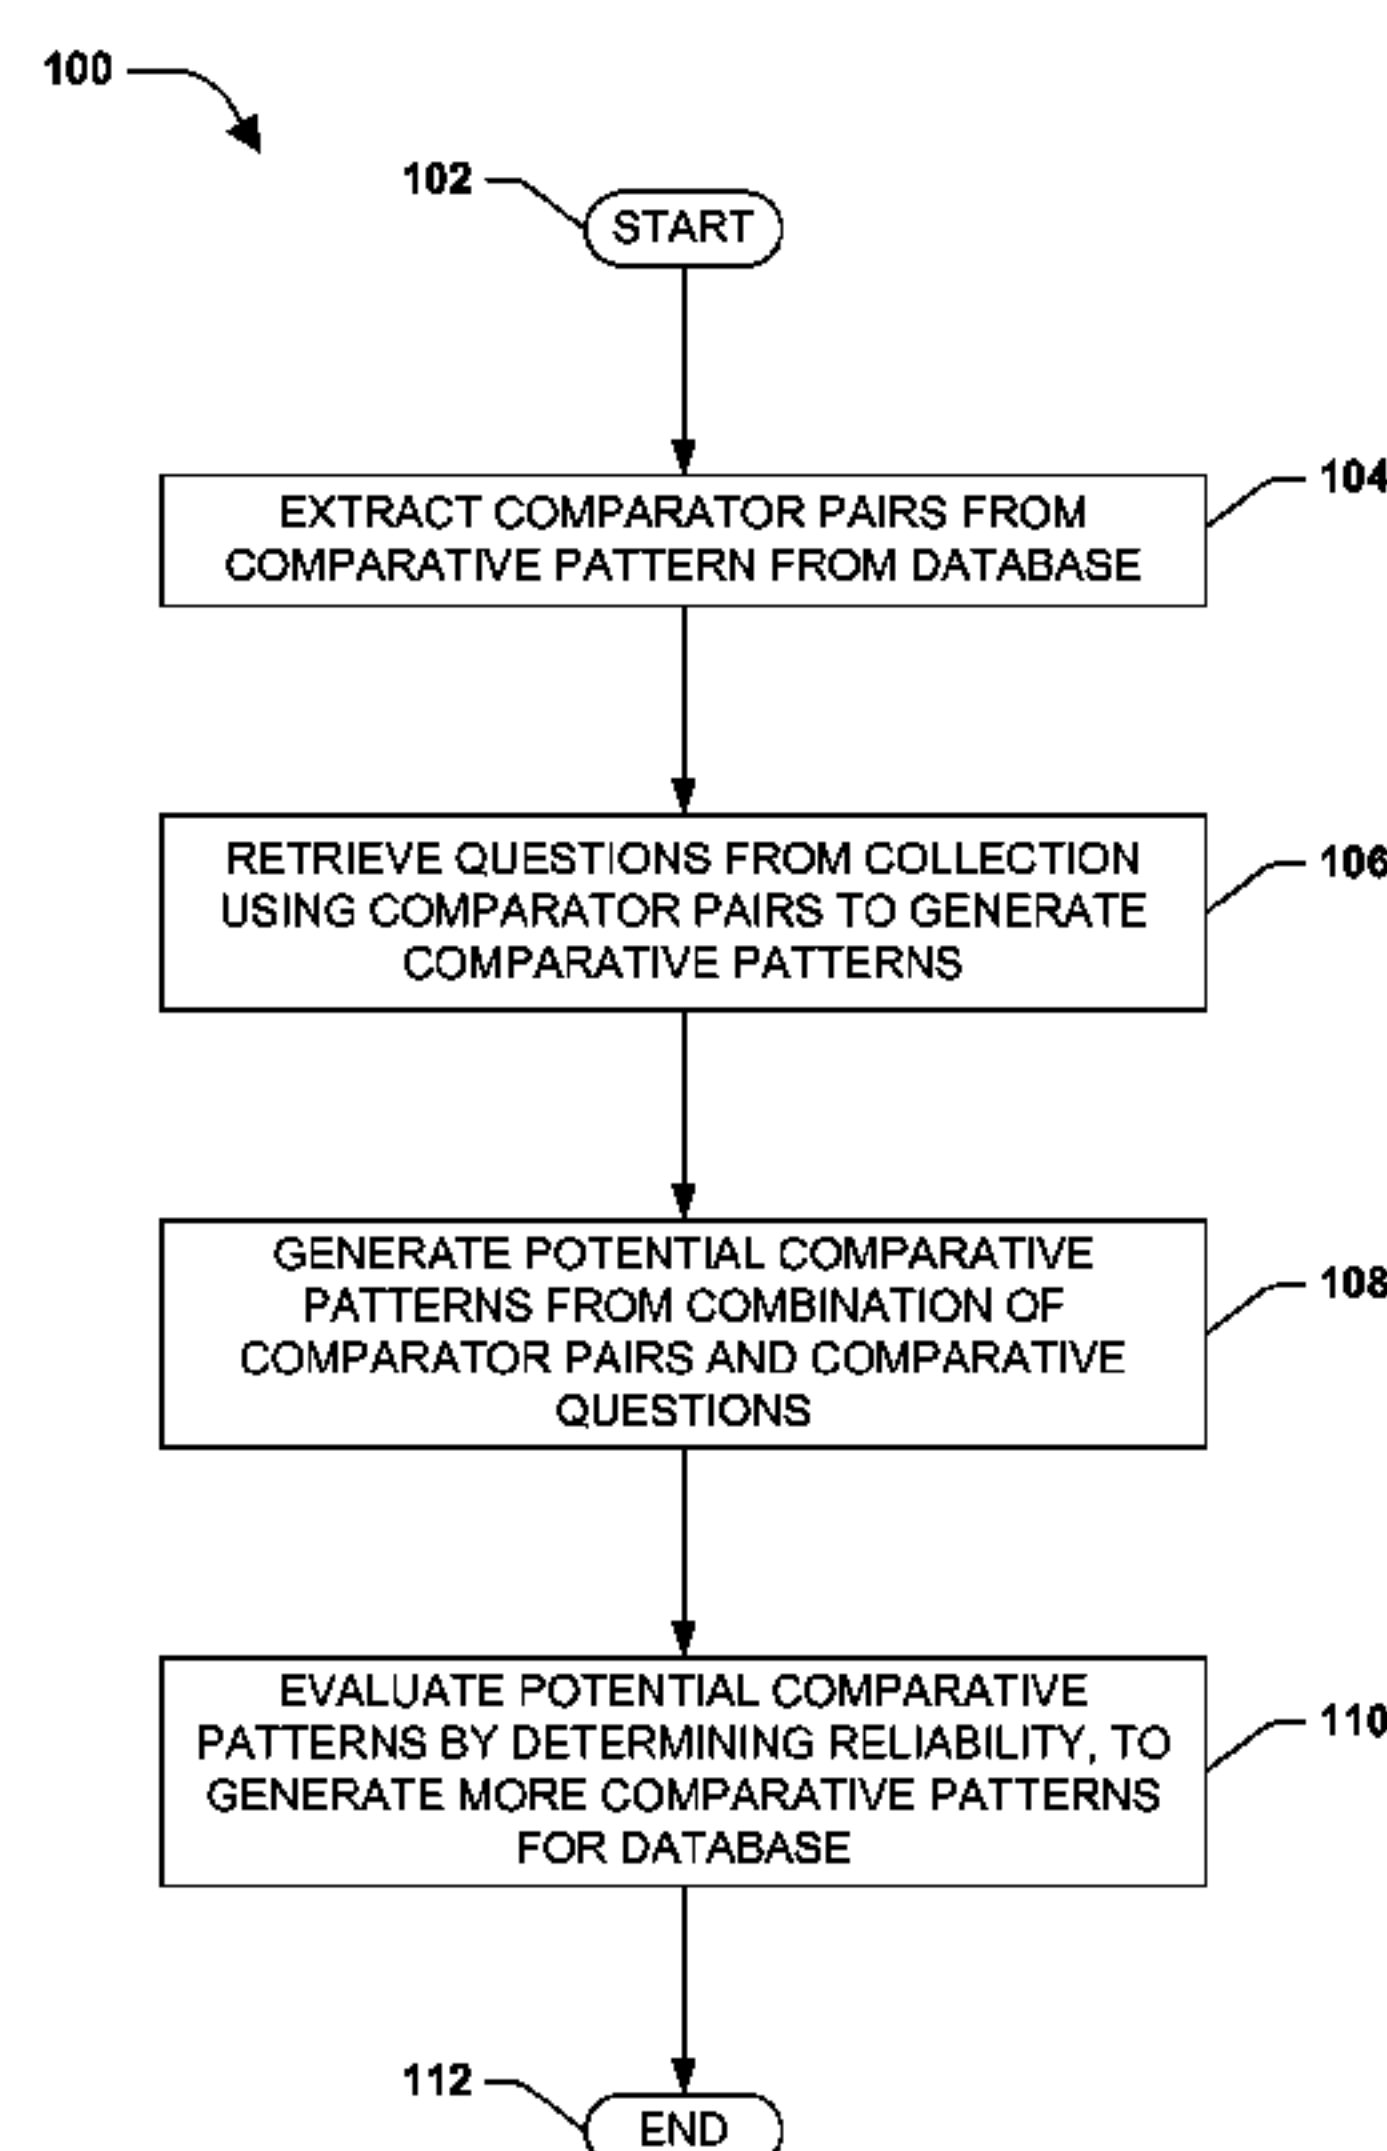 100
102
START
104
EXTRACT COMPARATOR PAIRS FROM
COMPARATIVE PATTERN FROM DATABASE
106
RETRIEVE QUESTIONS FROM COLLECTION
USING COMPARATOR PAIRS TO GENERATE
COMPARATIVE PATTERNS
108
GENERATE POTENTIAL COMPARATIVE
PATTERNS FROM COMBINATION OF
COMPARATOR PAIRS AND COMPARATIVE
QUESTIONS
110
EVALUATE POTENTIAL COMPARATIVE
PATTERNS BY DETERMINING RELIABILITY, TO
GENERATE MORE COMPARATIVE PATTERNS
FOR DATABASE
112
END